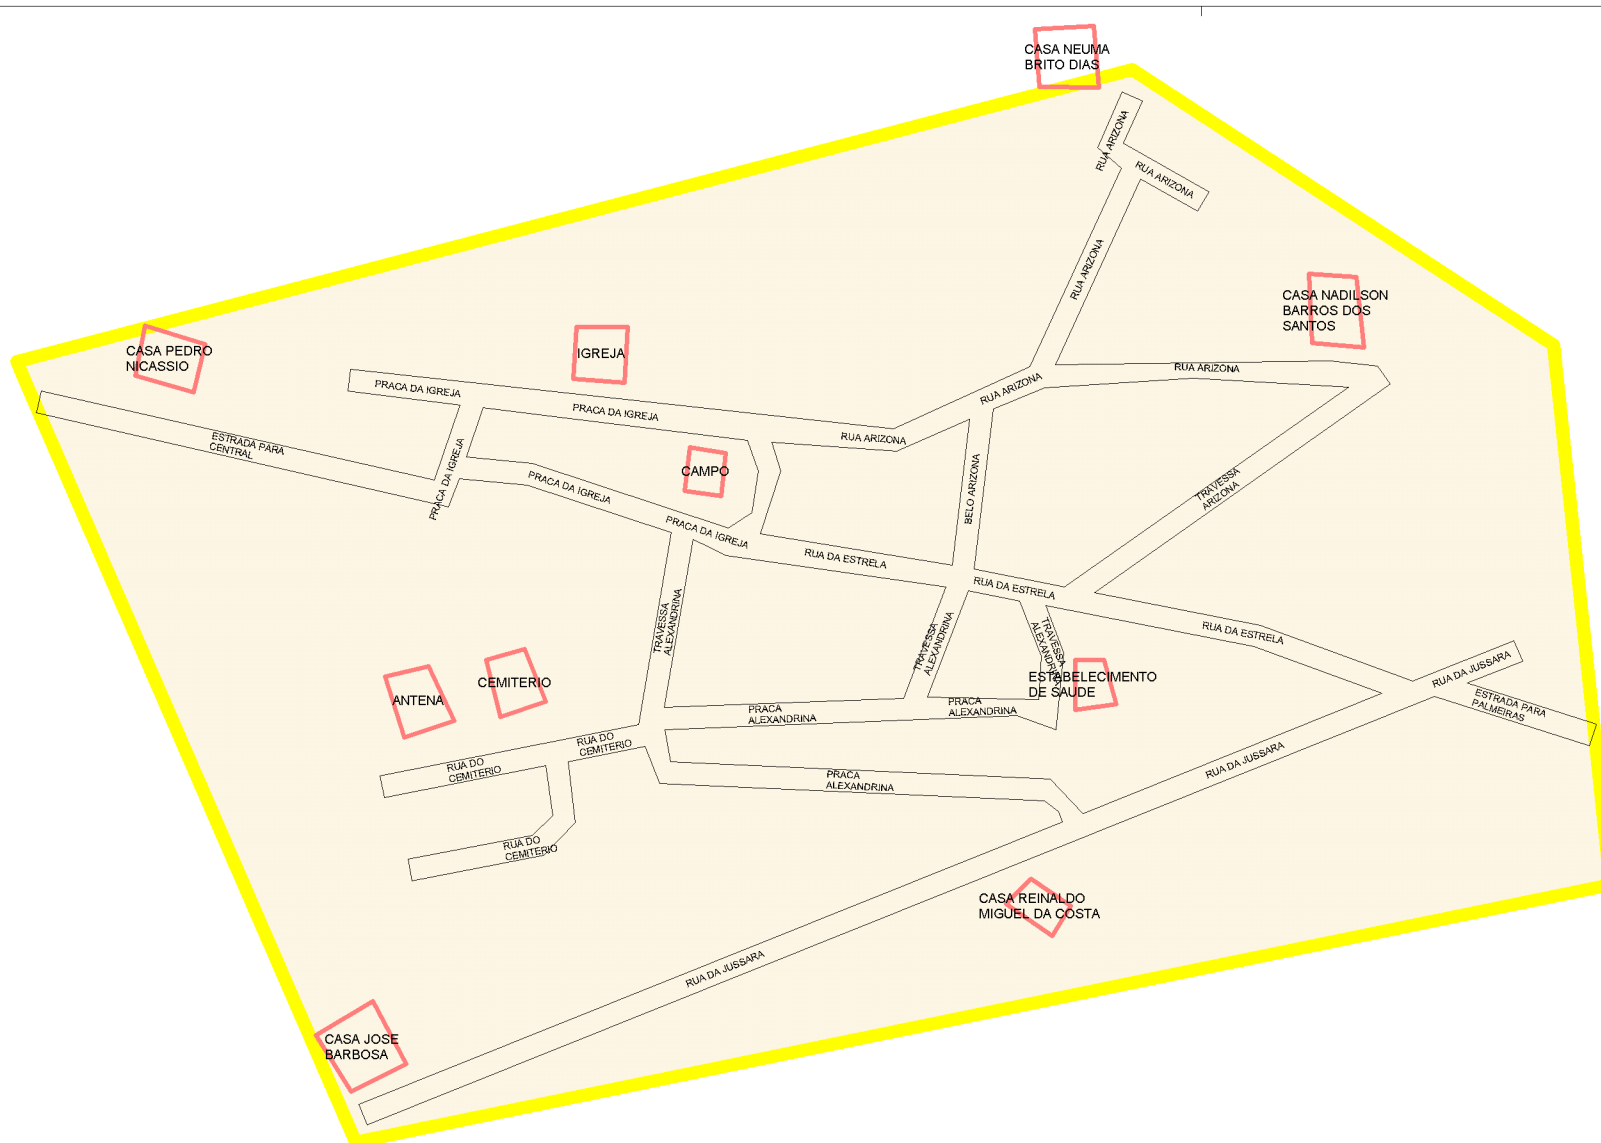 CASA NEUMA
BRITO DIAS
RUA ARIZONA
RUA ARIZONA
RUA ARIZONA
CASA NADILSON
BARROS DOS
SANTOS
CASA PEDRO
NICASSIO
IGREJA
RUA ARIZONA
PRACA DA IGREJA
RUA ARIZONA
PRACA DA IGREJA
RUA ARIZONA
ESTRADA PARA
CENTRAL
PRACA DA IGREJA
CAMPO
PRACA DA IGREJA
BELO ARIZONA
TRAVESSA
ARIZONA
PRACA DA IGREJA
RUA DA ESTRELA
RUA DA ESTRELA
RUA DA ESTRELA
TRAVESSA
ALEXANDRINA
TRAVESSA
ALEXANDRINA
TRAVESSA
ALEXANDRINA
ESTABELECIMENTO
DE SAUDE
RUA DA JUSSARA
ESTRADA PARA
PALMEIRAS
ANTENA
CEMITERIO
PRACA
ALEXANDRINA
PRACA
ALEXANDRINA
RUA DO
CEMITERIO
RUA DO
CEMITERIO
RUA DA JUSSARA
PRACA
ALEXANDRINA
RUA DO
CEMITERIO
CASA REINALDO
MIGUEL DA COSTA
RUA DA JUSSARA
CASA JOSE
BARBOSA